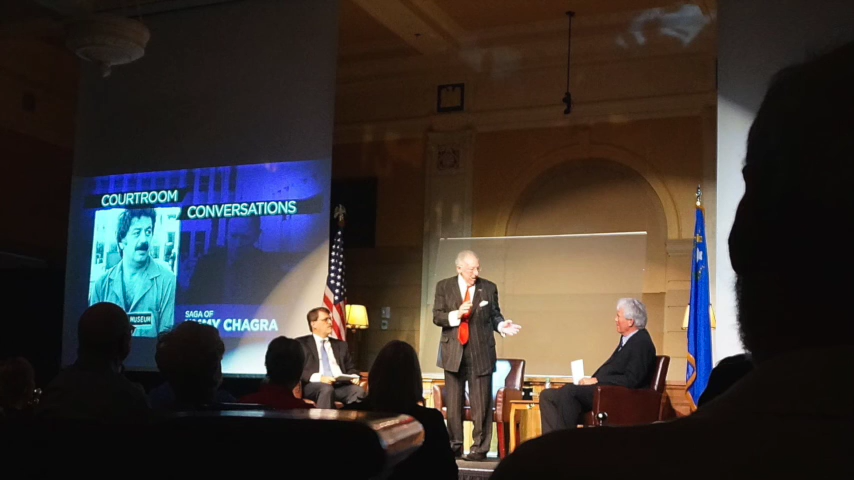 COURTROOM
CONVERSATIONS
MUSEUM
SAGA OF
CHAGRA